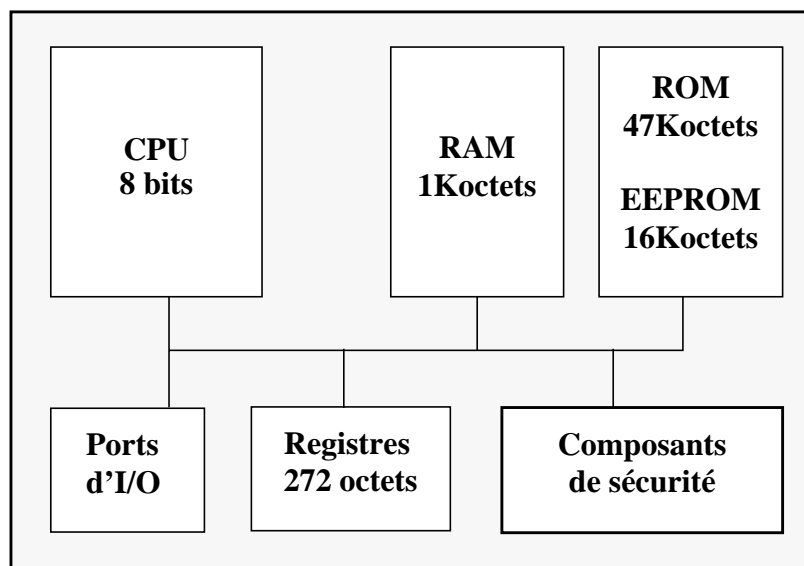 CPU
8 bits
RAM
1Koctets
ROM
47Koctets
EEPROM
16Koctets
Ports
d’I/O
Registres
272 octets
Composants
de sécurité